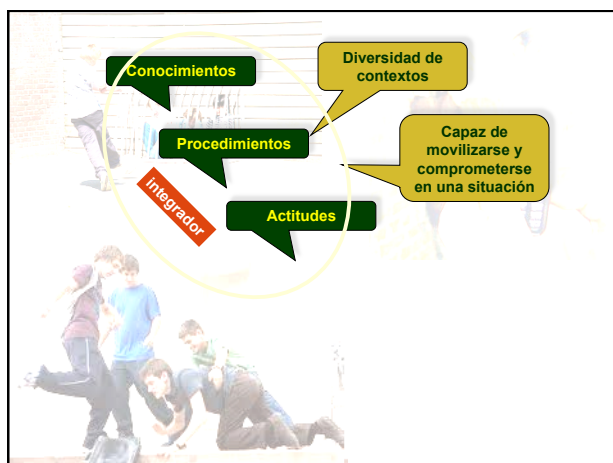 Conocimientos
Diversidad de
contextos
Procedimientos
Capaz de
movilizarse y
comprometerse
en una situación
integrador
Actitudes